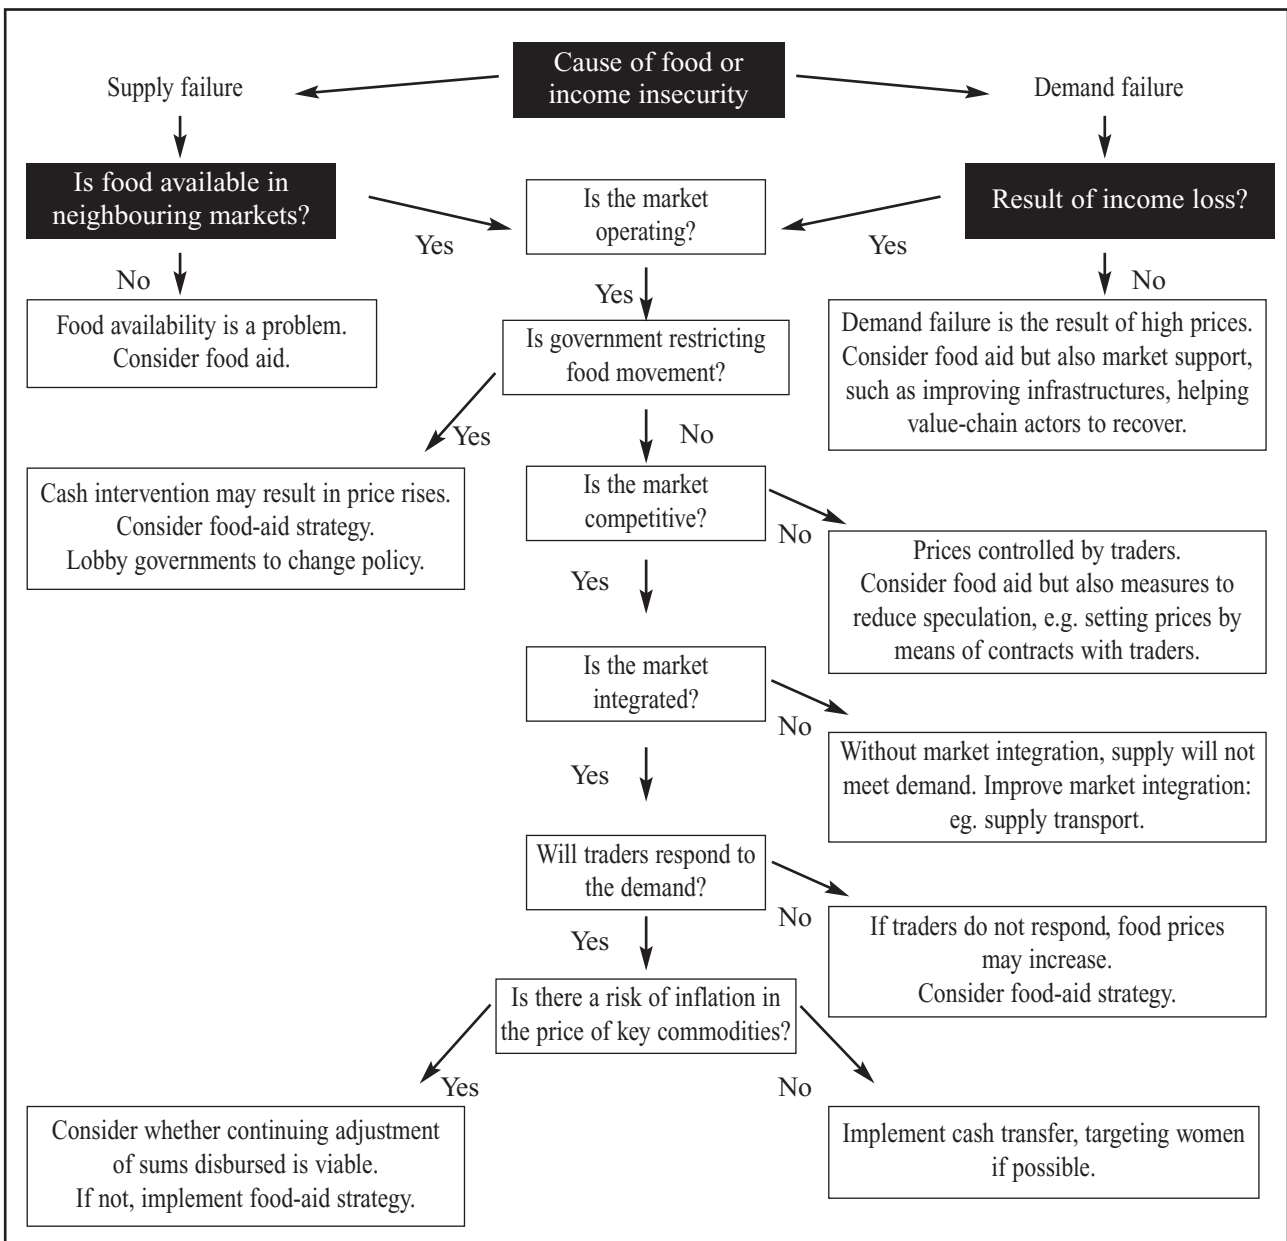 Cause of food or
income insecurity
Supply failure
Demand failure
Is food available in
neighbouring markets?
Is the market
operating?
Result of income loss?
Yes
Yes
No
Yes
No
Food availability is a problem.
Consider food aid.
Is government restricting
food movement?
Demand failure is the result of high prices.
Consider food aid but also market support,
such as improving infrastructures, helping
value-chain actors to recover.
Yes
No
Cash intervention may result in price rises.
Consider food-aid strategy.
Lobby governments to change policy.
Is the market
competitive?
No
Yes
Prices controlled by traders.
Consider food aid but also measures to
reduce speculation, e.g. setting prices by
means of contracts with traders.
Is the market
integrated?
No
Yes
Without market integration, supply will not
meet demand. Improve market integration:
eg. supply transport.
Will traders respond to
the demand?
No
Yes
If traders do not respond, food prices
may increase.
Consider food-aid strategy.
Is there a risk of inflation in
the price of key commodities?
Yes
No
Consider whether continuing adjustment
of sums disbursed is viable.
If not, implement food-aid strategy.
Implement cash transfer, targeting women
if possible.